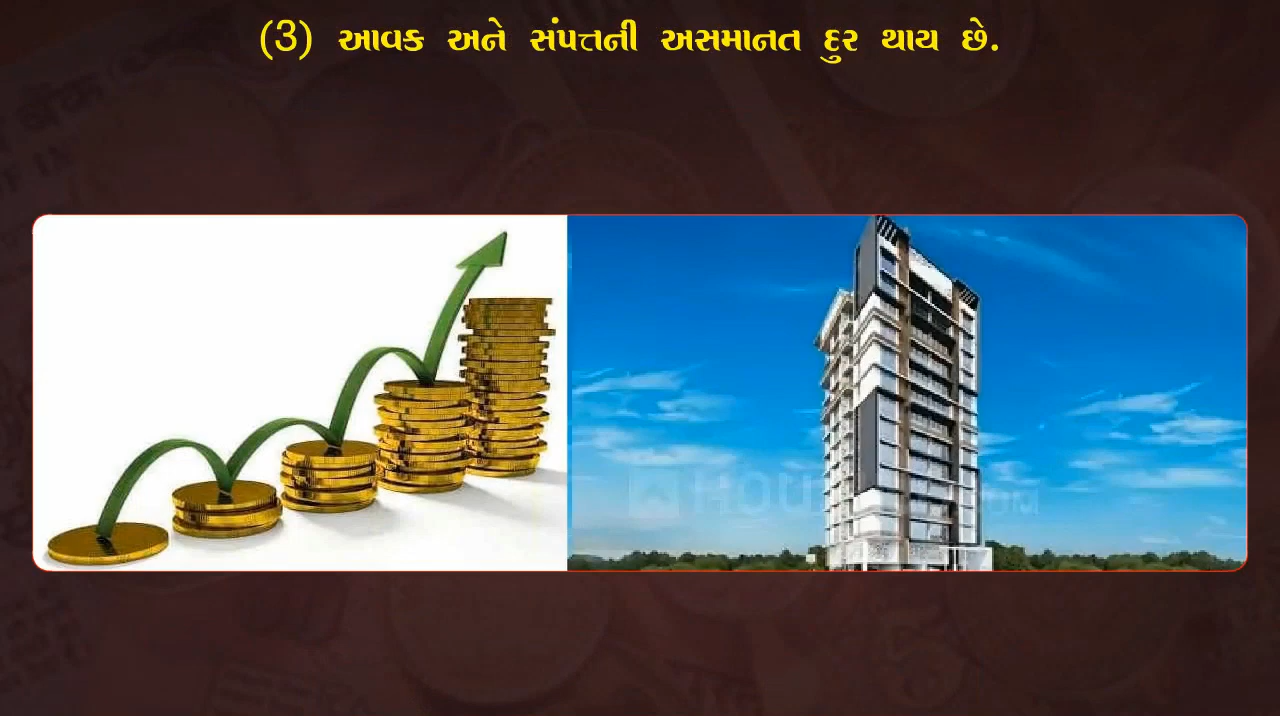 (3) આવક અને સંપત્તની અસમાનત દુર થાય છે.